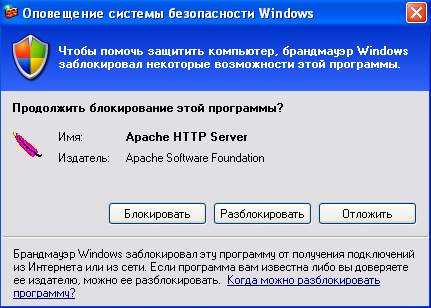 Оповещение системы безопасности Windows
Чтобы помочь защитить компьютер, брандмауэр Windows
заблокировал некоторые возможности этой программы.
Продолжить блокирование этой программы?
Имя: Apache HTTP Server
Издатель: Apache Software Foundation
Блокировать Разблокировать Отложить
Брандмауэр Windows заблокировал эту программу от получения подключений
из Интернета или из сети. Если программа вам известна либо вы доверяете
ее издателю, можно ее разблокировать. Когда можно разблокировать
программу?